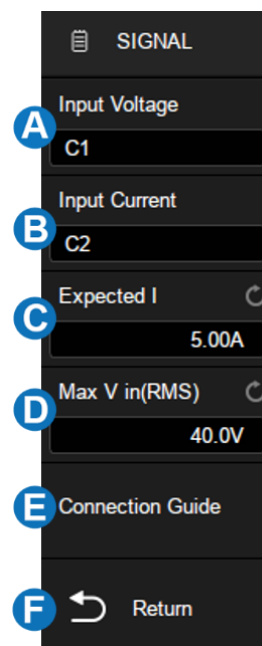 SIGNAL
A
Input Voltage
C1
B
Input Current
C2
C
Expected I
5.00A
D
Max V in(RMS)
40.0V
E
Connection Guide
F
Return